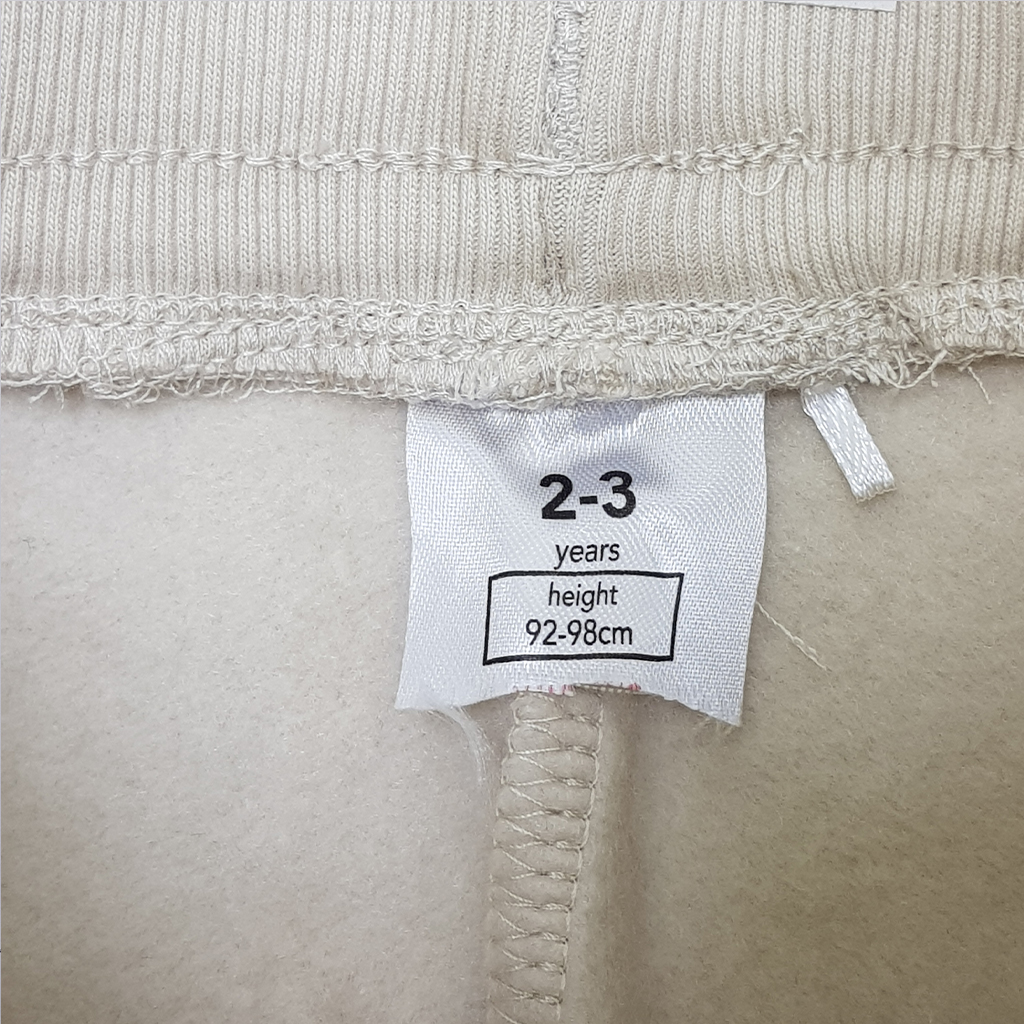 2-3
years
height
92-98cm